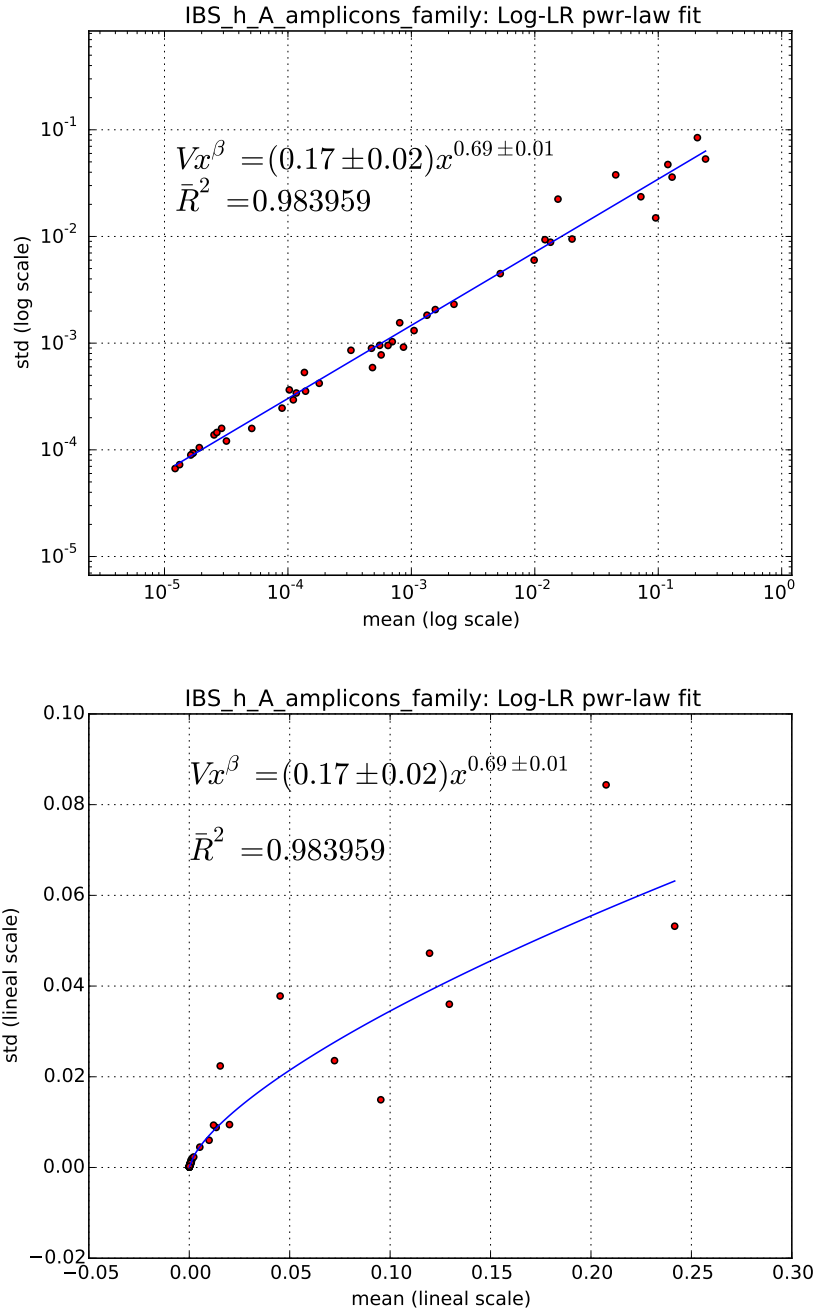 IBS_h_A_amplicons_family: Log-LR pwr-law fit
Vx^β =(0.17±0.02)x^0.69±0.01
R̄² =0.983959
std (log scale)
10^-1
10^-2
10^-3
10^-4
10^-5
10^-5 10^-4 10^-3 10^-2 10^-1 10^0
mean (log scale)
IBS_h_A_amplicons_family: Log-LR pwr-law fit
Vx^β =(0.17±0.02)x^0.69±0.01
R̄² =0.983959
std (lineal scale)
0.10
0.08
0.06
0.04
0.02
0.00
−0.02
−0.05 0.00 0.05 0.10 0.15 0.20 0.25 0.30
mean (lineal scale)